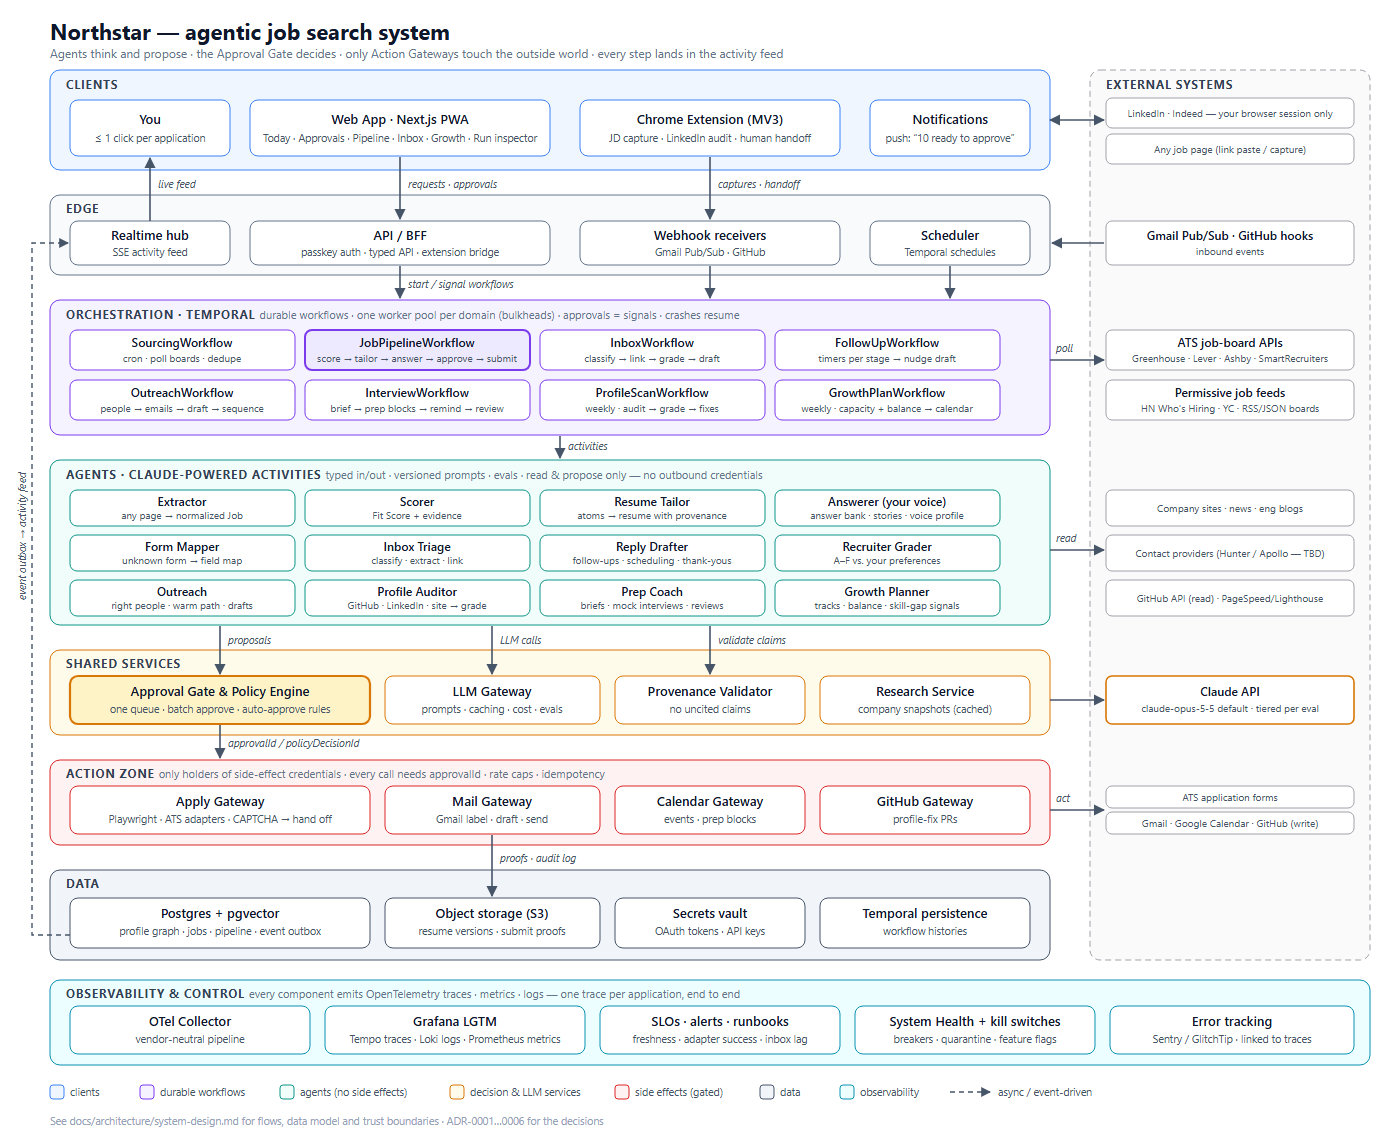 Northstar — agentic job search system
Agents think and propose · the Approval Gate decides · only Action Gateways touch the outside world · every step lands in the activity feed
CLIENTS
You
≤ 1 click per application
Web App · Next.js PWA
Today · Approvals · Pipeline · Inbox · Growth · Run inspector
Chrome Extension (MV3)
JD capture · LinkedIn audit · human handoff
Notifications
push: "10 ready to approve"
EXTERNAL SYSTEMS
LinkedIn · Indeed — your browser session only
Any job page (link paste / capture)
live feed
requests · approvals
captures · handoff
EDGE
Realtime hub
SSE activity feed
API / BFF
passkey auth · typed API · extension bridge
Webhook receivers
Gmail Pub/Sub · GitHub
Scheduler
Temporal schedules
Gmail Pub/Sub · GitHub hooks
inbound events
start / signal workflows
ORCHESTRATION · TEMPORAL durable workflows · one worker pool per domain (bulkheads) · approvals = signals · crashes resume
SourcingWorkflow
cron · poll boards · dedupe
JobPipelineWorkflow
score → tailor → answer → approve → submit
InboxWorkflow
classify → link → grade → draft
FollowUpWorkflow
timers per stage → nudge draft
OutreachWorkflow
people → emails → draft → sequence
InterviewWorkflow
brief → prep blocks → remind → review
ProfileScanWorkflow
weekly · audit → grade → fixes
GrowthPlanWorkflow
weekly · capacity + balance → calendar
poll
ATS job-board APIs
Greenhouse · Lever · Ashby · SmartRecruiters
Permissive job feeds
HN Who's Hiring · YC · RSS/JSON boards
activities
AGENTS · CLAUDE-POWERED ACTIVITIES typed in/out · versioned prompts · evals · read & propose only — no outbound credentials
Extractor
any page → normalized Job
Scorer
Fit Score + evidence
Resume Tailor
atoms → resume with provenance
Answerer (your voice)
answer bank · stories · voice profile
Form Mapper
unknown form → field map
Inbox Triage
classify · extract · link
Reply Drafter
follow-ups · scheduling · thank-yous
Recruiter Grader
A–F vs. your preferences
Outreach
right people · warm path · drafts
Profile Auditor
GitHub · LinkedIn · site → grade
Prep Coach
briefs · mock interviews · reviews
Growth Planner
tracks · balance · skill-gap signals
read
Company sites · news · eng blogs
Contact providers (Hunter / Apollo — TBD)
GitHub API (read) · PageSpeed/Lighthouse
event outbox → activity feed
proposals
LLM calls
validate claims
SHARED SERVICES
Approval Gate & Policy Engine
one queue · batch approve · auto-approve rules
LLM Gateway
prompts · caching · cost · evals
Provenance Validator
no uncited claims
Research Service
company snapshots (cached)
Claude API
claude-opus-5-5 default · tiered per eval
approvalId / policyDecisionId
ACTION ZONE only holders of side-effect credentials · every call needs approvalId · rate caps · idempotency
Apply Gateway
Playwright · ATS adapters · CAPTCHA → hand off
Mail Gateway
Gmail label · draft · send
Calendar Gateway
events · prep blocks
GitHub Gateway
profile-fix PRs
act
ATS application forms
Gmail · Google Calendar · GitHub (write)
proofs · audit log
DATA
Postgres + pgvector
profile graph · jobs · pipeline · event outbox
Object storage (S3)
resume versions · submit proofs
Secrets vault
OAuth tokens · API keys
Temporal persistence
workflow histories
OBSERVABILITY & CONTROL every component emits OpenTelemetry traces · metrics · logs — one trace per application, end to end
OTel Collector
vendor-neutral pipeline
Grafana LGTM
Tempo traces · Loki logs · Prometheus metrics
SLOs · alerts · runbooks
freshness · adapter success · inbox lag
System Health + kill switches
breakers · quarantine · feature flags
Error tracking
Sentry / GlitchTip · linked to traces
clients
durable workflows
agents (no side effects)
decision & LLM services
side effects (gated)
data
observability
async / event-driven
See docs/architecture/system-design.md for flows, data model and trust boundaries · ADR-0001…0006 for the decisions